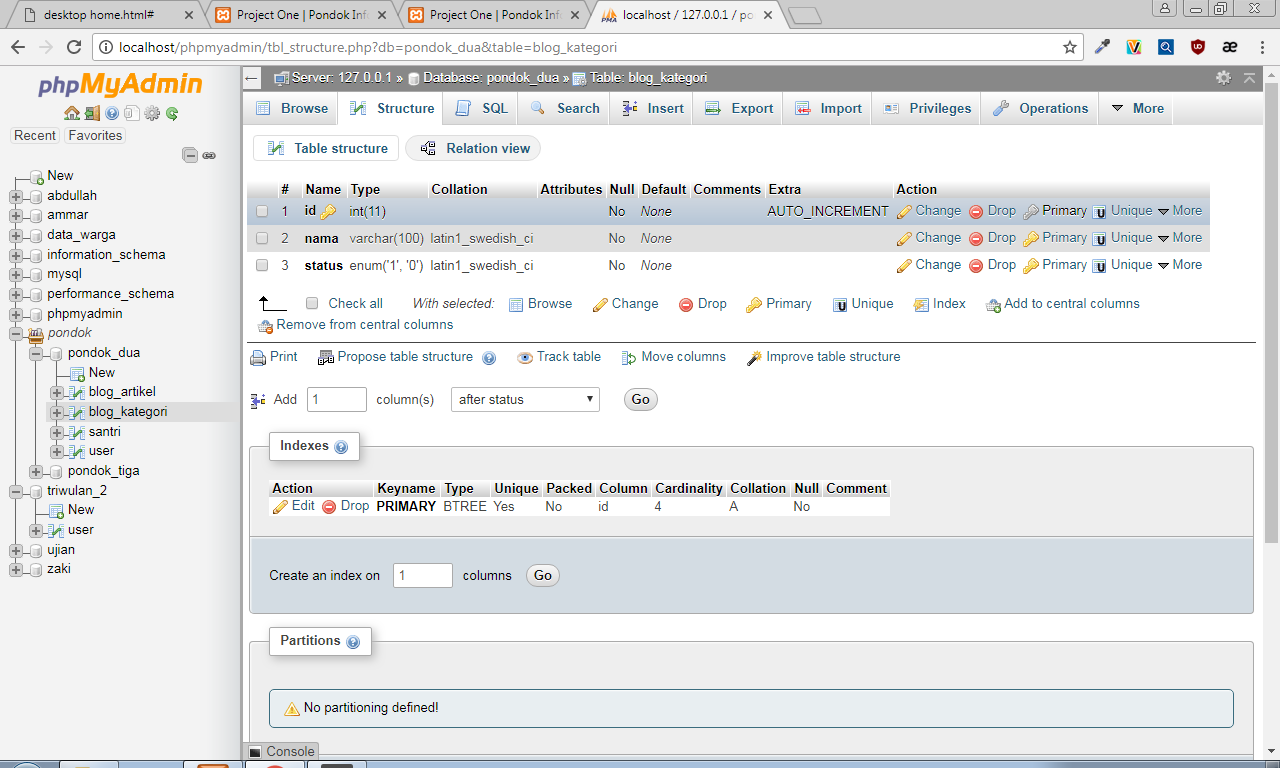 desktop home.html#
Project One | Pondok Info
Project One | Pondok Info
localhost / 127.0.0.1 / po
localhost/phpmyadmin/tbl_structure.php?db=pondok_dua&table=blog_kategori
phpMyAdmin
Recent Favorites
New
abdullah
ammar
data_warga
information_schema
mysql
performance_schema
phpmyadmin
pondok
pondok_dua
New
blog_artikel
blog_kategori
santri
user
pondok_tiga
triwulan_2
New
user
ujian
zaki
Server: 127.0.0.1 » Database: pondok_dua » Table: blog_kategori
Browse Structure SQL Search Insert Export Import Privileges Operations More
Table structure Relation view
# Name Type Collation Attributes Null Default Comments Extra Action
1 id int(11) No None AUTO_INCREMENT Change Drop Primary Unique More
2 nama varchar(100) latin1_swedish_ci No None Change Drop Primary Unique More
3 status enum('1', '0') latin1_swedish_ci No None Change Drop Primary Unique More
Check all With selected: Browse Change Drop Primary Unique Index Add to central columns
Remove from central columns
Print Propose table structure Track table Move columns Improve table structure
Add 1 column(s) after status Go
Indexes
Action Keyname Type Unique Packed Column Cardinality Collation Null Comment
Edit Drop PRIMARY BTREE Yes No id 4 A No
Create an index on 1 columns Go
Partitions
No partitioning defined!
Console